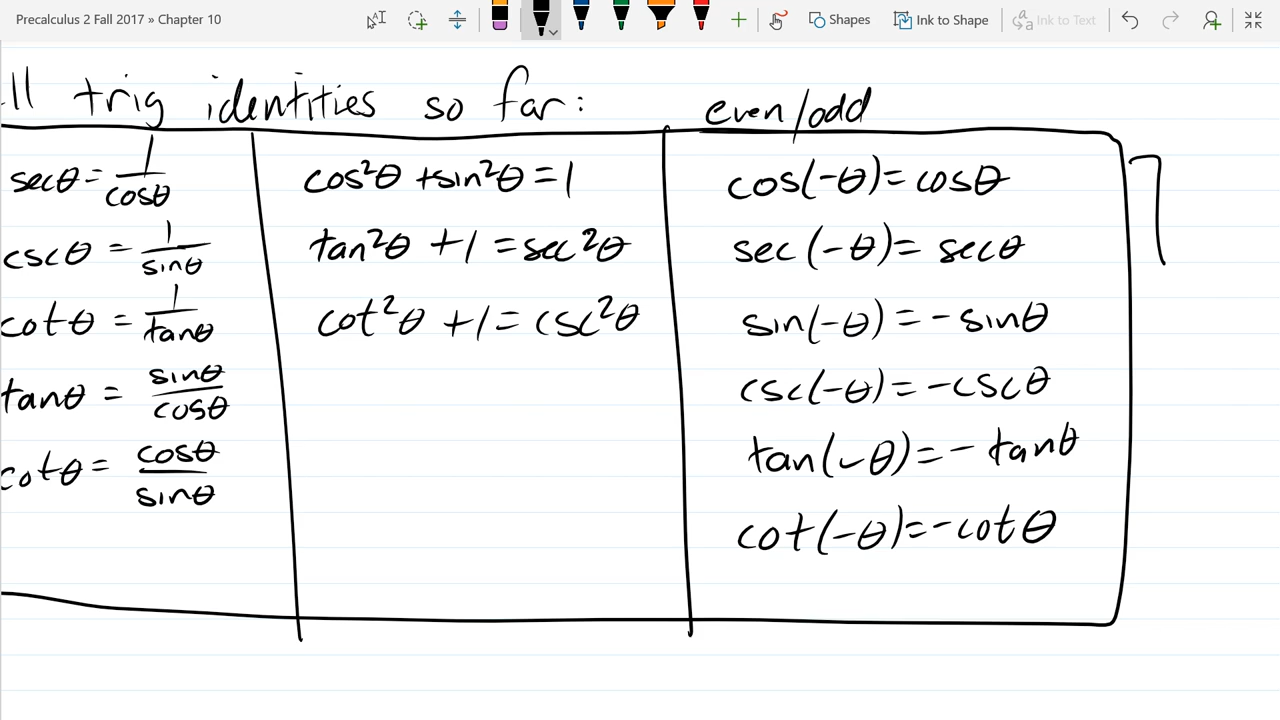 Precalculus 2 Fall 2017 » Chapter 10
Shapes
Ink to Shape
Ink to Text
ll trig identities so far:
secθ = 1/cosθ
cscθ = 1/sinθ
cotθ = 1/tanθ
tanθ = sinθ/cosθ
cotθ = cosθ/sinθ
cos²θ + sin²θ = 1
tan²θ + 1 = sec²θ
cot²θ + 1 = csc²θ
even/odd
cos(-θ) = cosθ
sec(-θ) = secθ
sin(-θ) = -sinθ
csc(-θ) = -cscθ
tan(-θ) = -tanθ
cot(-θ) = -cotθ